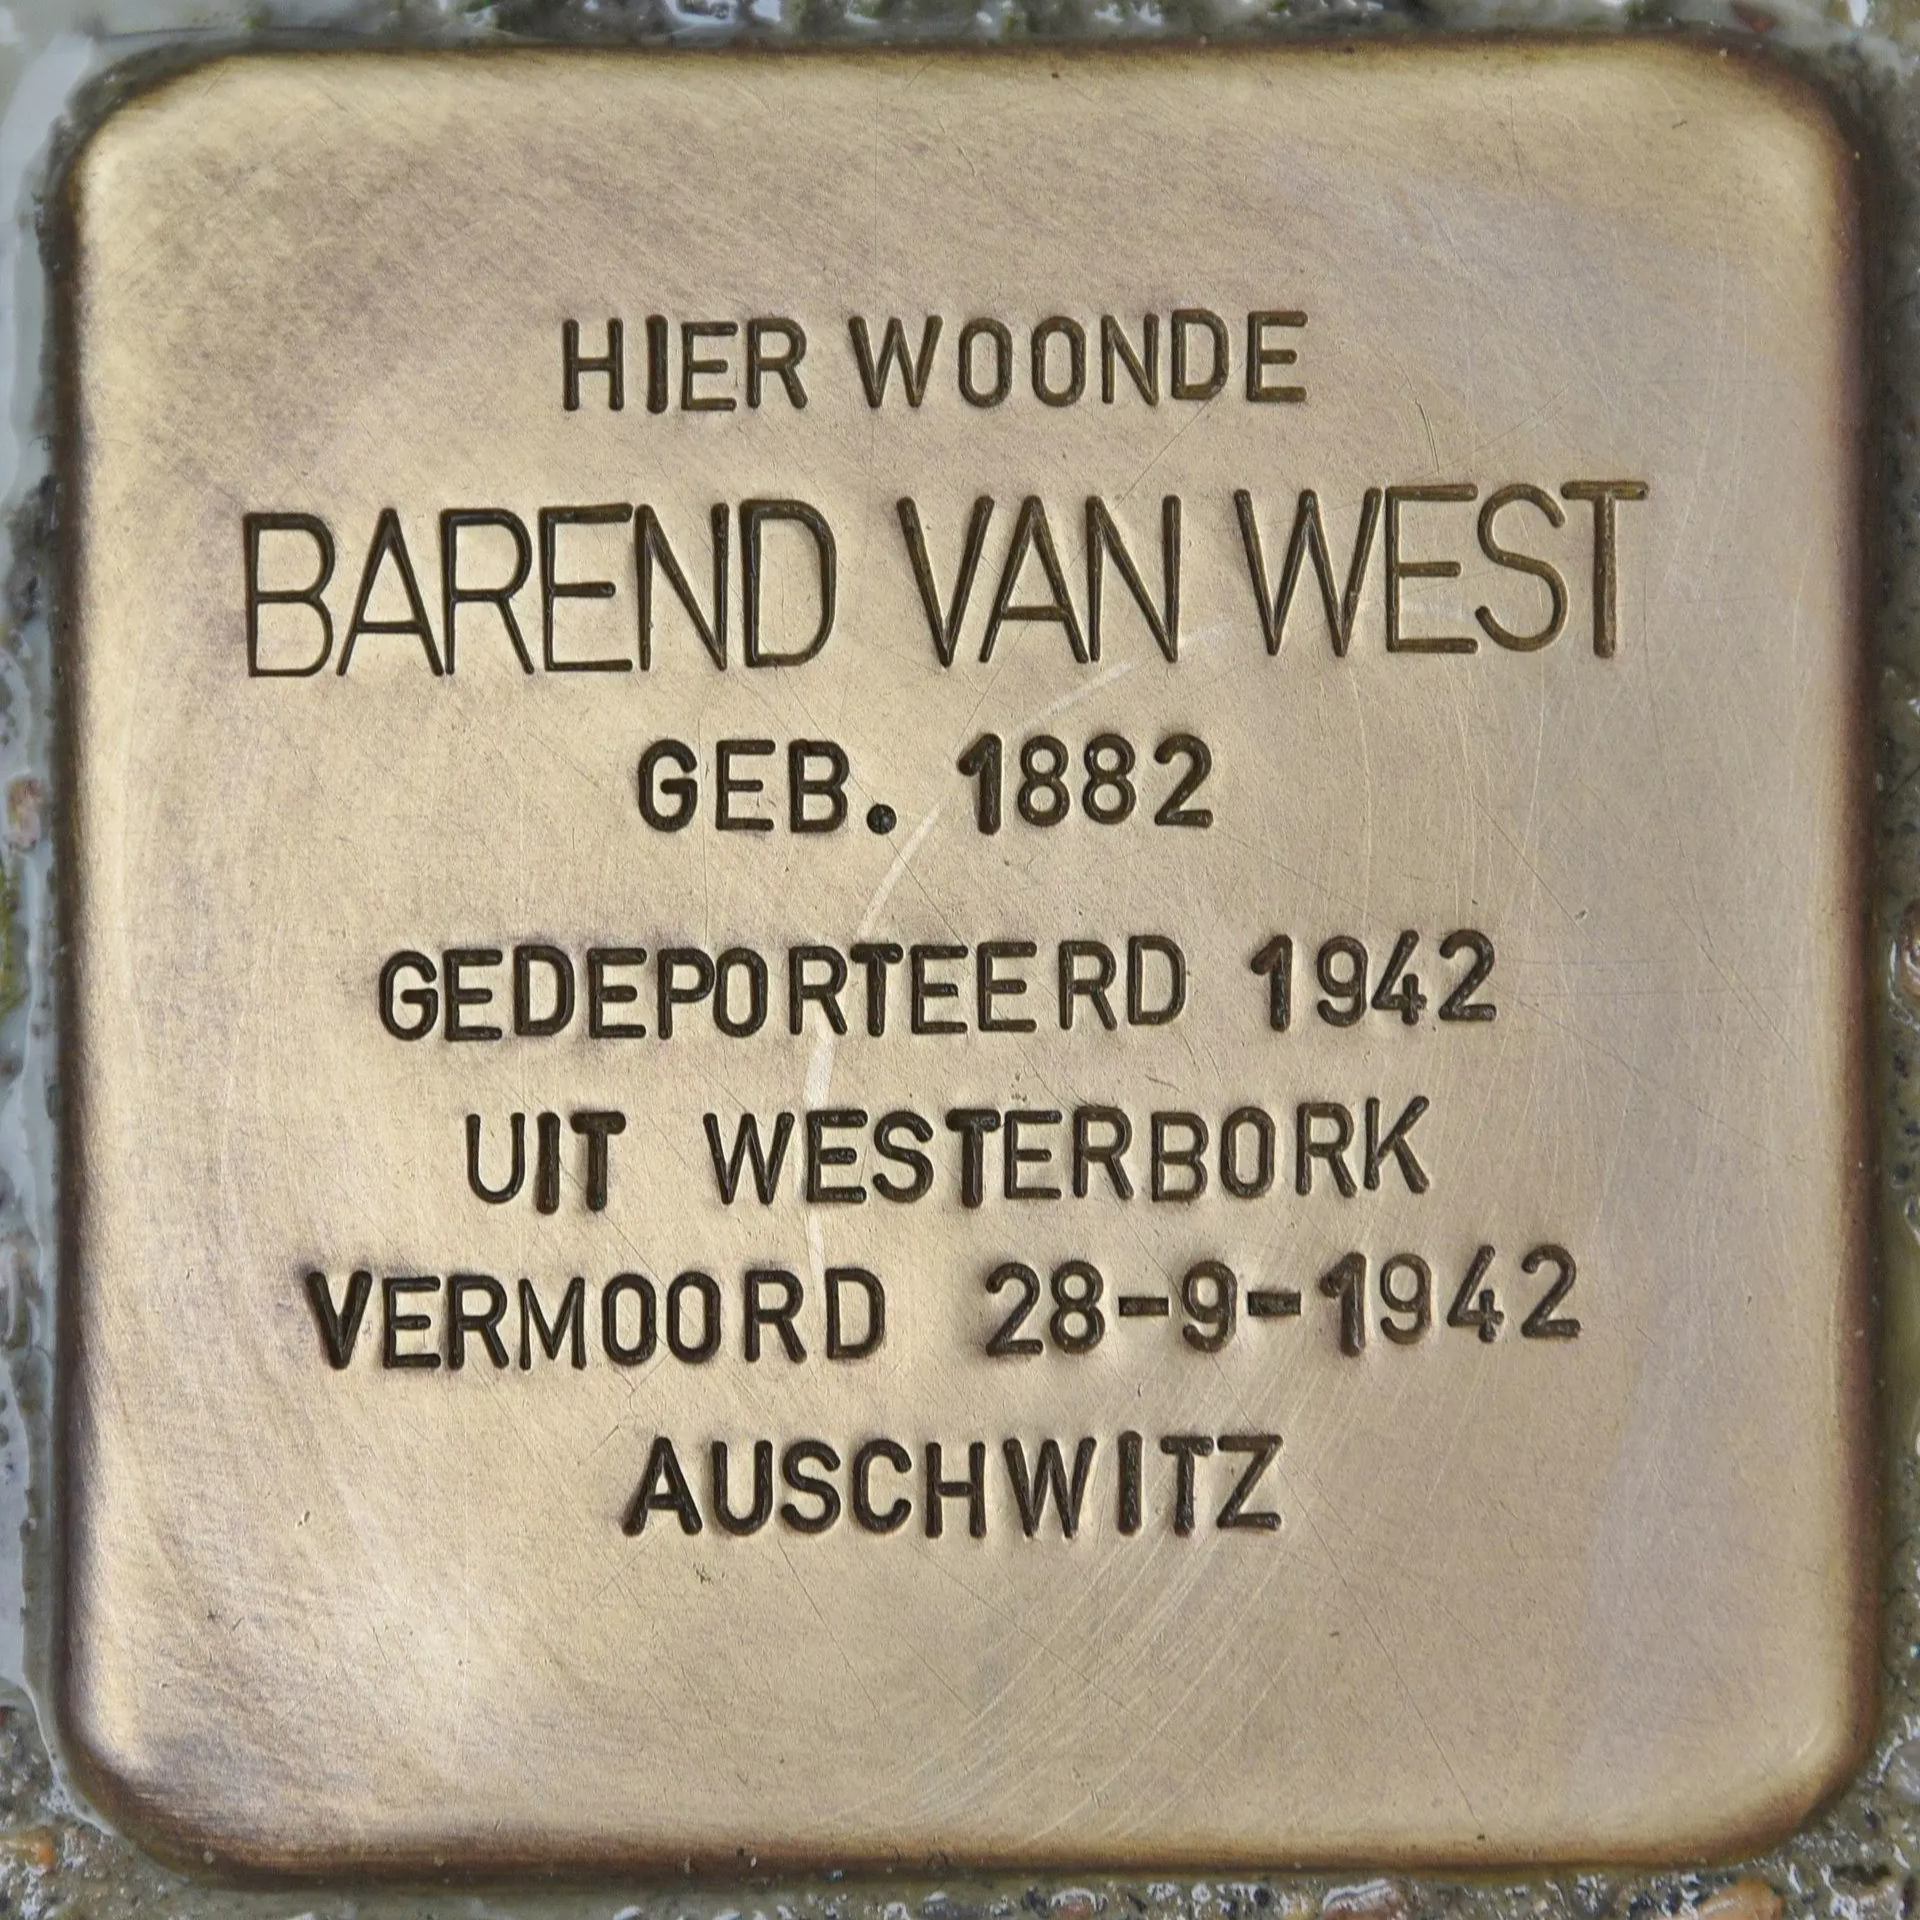 HIER WOONDE
BAREND VAN WEST
GEB. 1882
GEDEPORTEERD 1942
UIT WESTERBORK
VERMOORD 28-9-1942
AUSCHWITZ